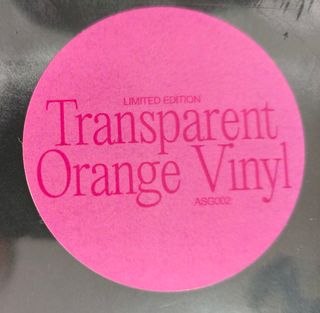 LIMITED EDITION
Transparent
Orange Vinyl
ASG002